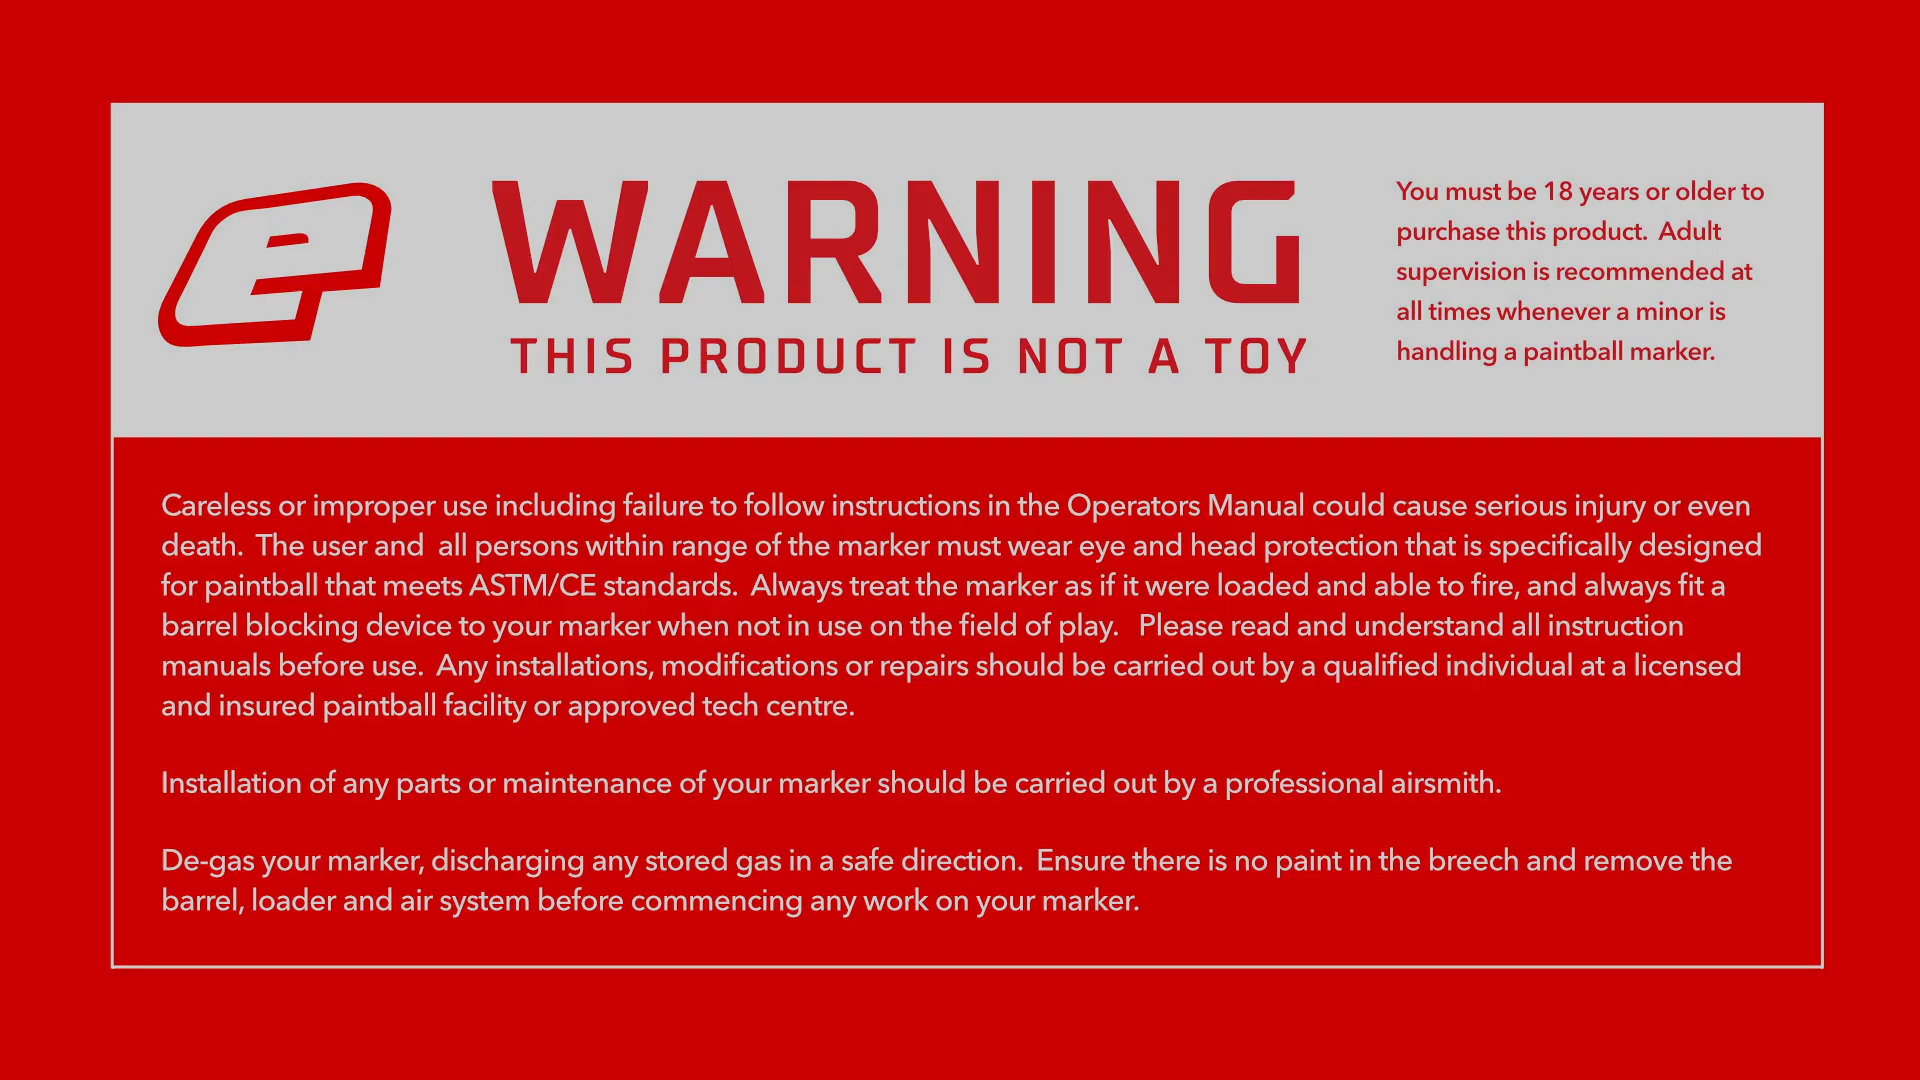 WARNING
THIS PRODUCT IS NOT A TOY
You must be 18 years or older to
purchase this product.  Adult
supervision is recommended at
all times whenever a minor is
handling a paintball marker.
Careless or improper use including failure to follow instructions in the Operators Manual could cause serious injury or even
death.  The user and  all persons within range of the marker must wear eye and head protection that is specifically designed
for paintball that meets ASTM/CE standards.  Always treat the marker as if it were loaded and able to fire, and always fit a
barrel blocking device to your marker when not in use on the field of play.   Please read and understand all instruction
manuals before use.  Any installations, modifications or repairs should be carried out by a qualified individual at a licensed
and insured paintball facility or approved tech centre.
Installation of any parts or maintenance of your marker should be carried out by a professional airsmith.
De-gas your marker, discharging any stored gas in a safe direction.  Ensure there is no paint in the breech and remove the
barrel, loader and air system before commencing any work on your marker.